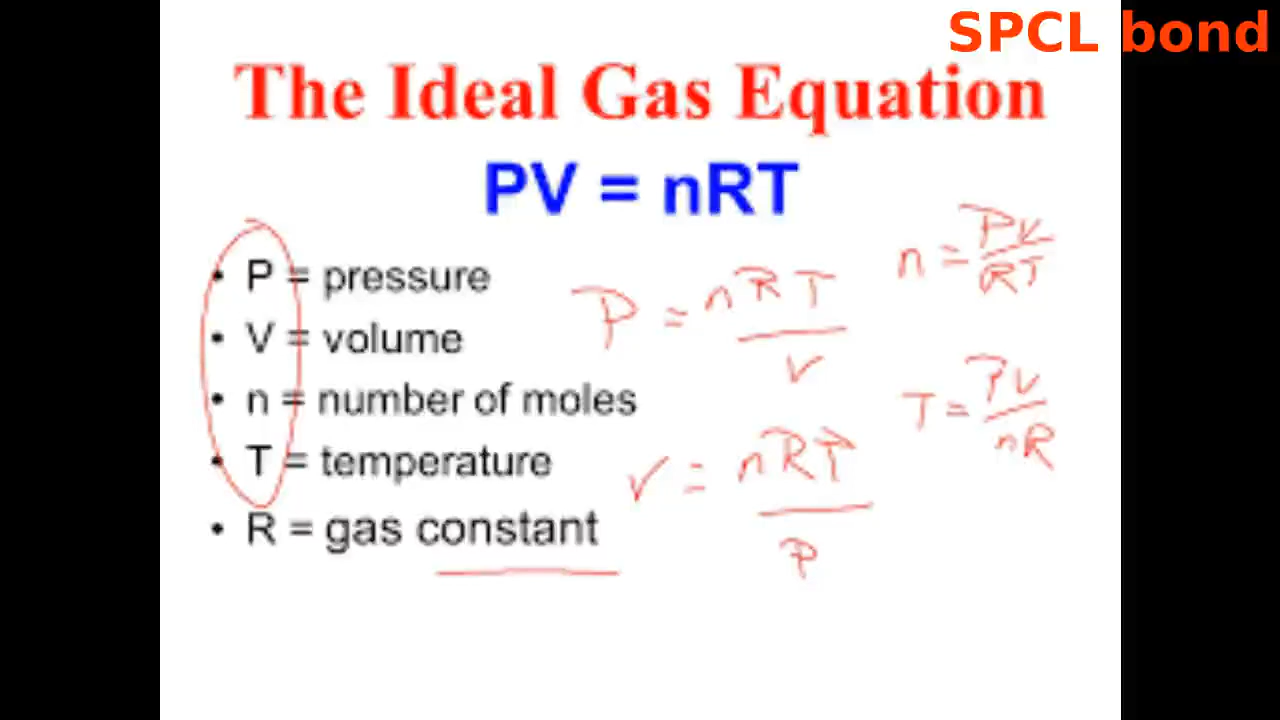 SPCL bond
The Ideal Gas Equation
PV = nRT
• P = pressure
• V = volume
• n = number of moles
• T = temperature
• R = gas constant
P = nRT / V
V = nRT / P
n = PV / RT
T = PV / nR